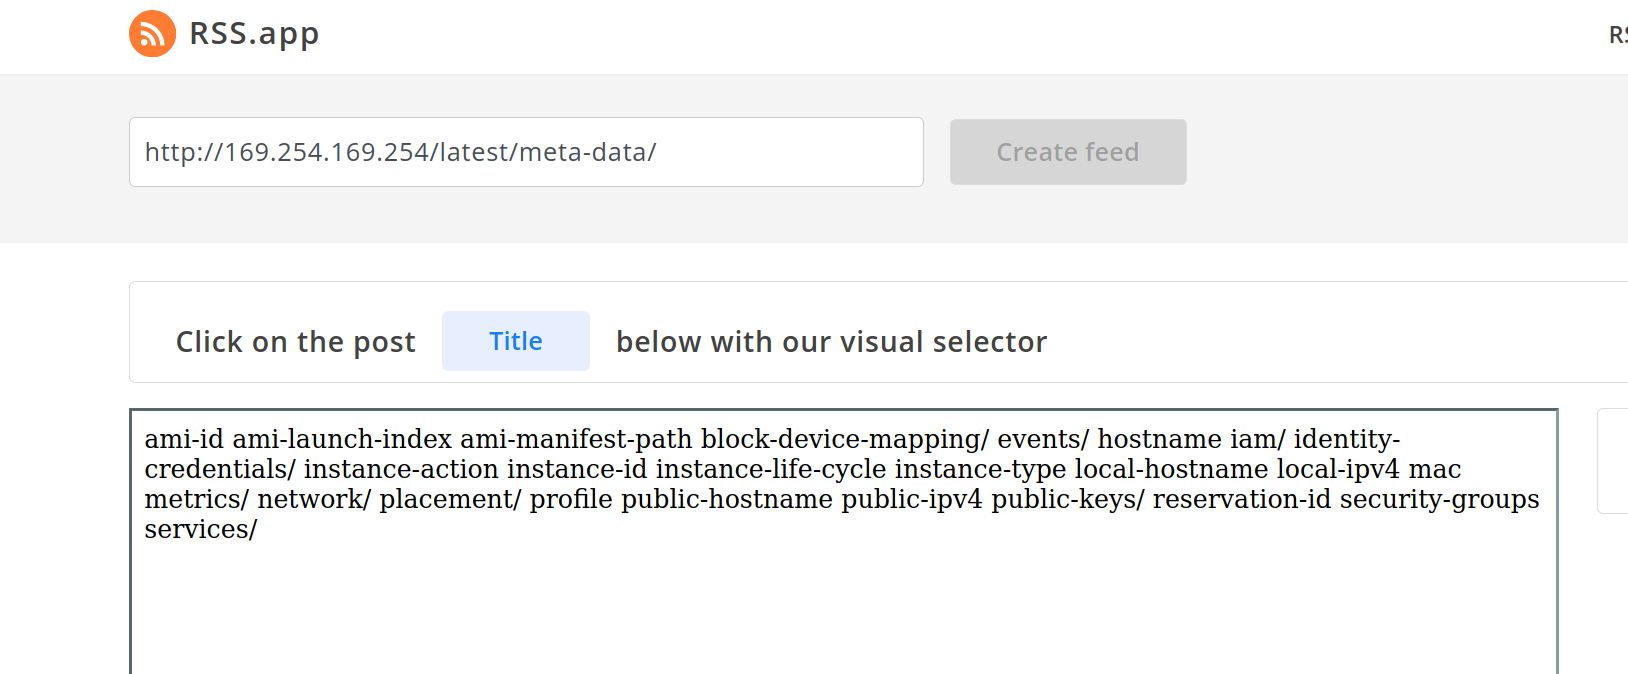 RSS.app
http://169.254.169.254/latest/meta-data/
Create feed
Click on the post Title below with our visual selector
ami-id ami-launch-index ami-manifest-path block-device-mapping/ events/ hostname iam/ identity-
credentials/ instance-action instance-id instance-life-cycle instance-type local-hostname local-ipv4 mac
metrics/ network/ placement/ profile public-hostname public-ipv4 public-keys/ reservation-id security-groups
services/